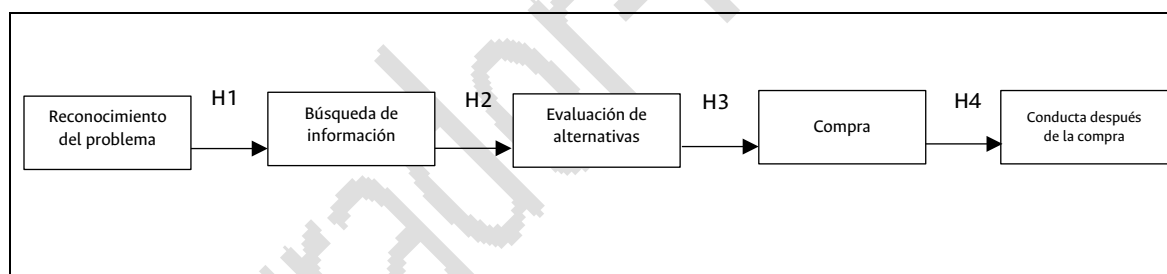 H1
H2
H3
H4
Reconocimiento
del problema
Búsqueda de
información
Evaluación de
alternativas
Compra
Conducta después
de la compra